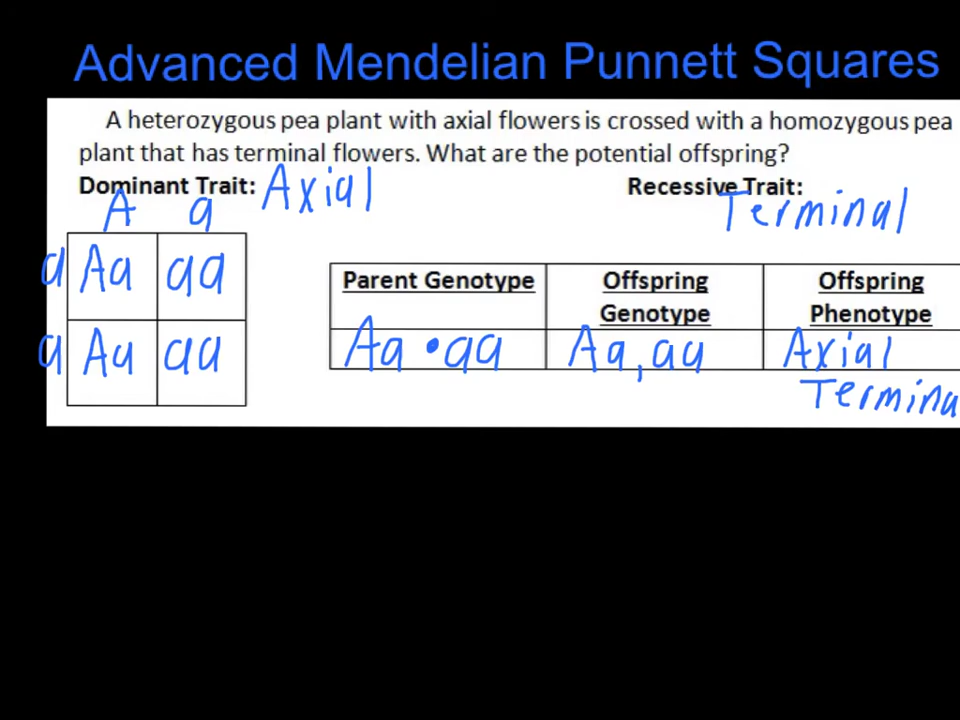 Advanced Mendelian Punnett Squares
A heterozygous pea plant with axial flowers is crossed with a homozygous pea
plant that has terminal flowers. What are the potential offspring?
Dominant Trait: Axial
Recessive Trait: Terminal
A a
a Aa aa
a Aa aa
Parent Genotype
Offspring
Genotype
Offspring
Phenotype
Aa • aa
Aa, aa
Axial
Termina